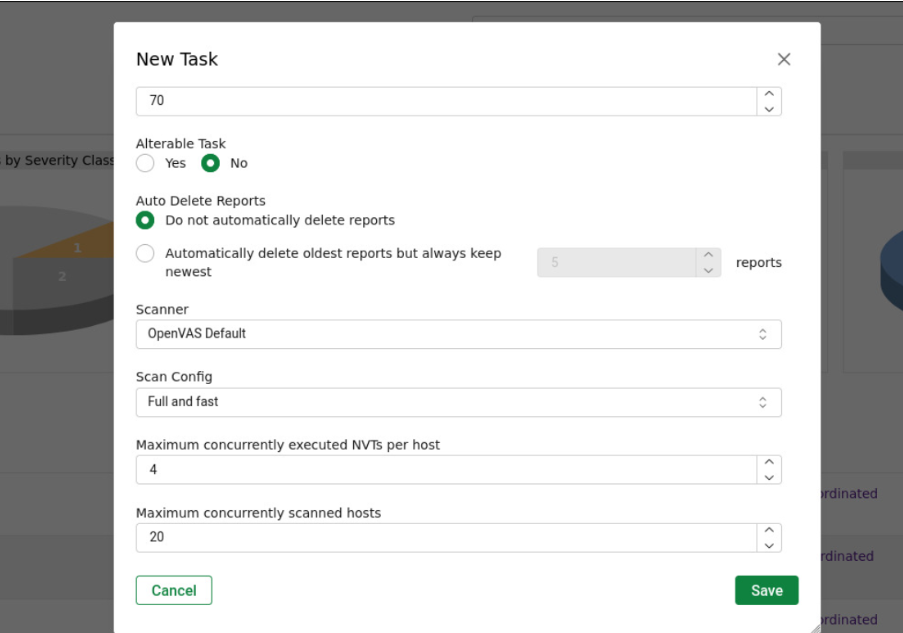 New Task
70
Alterable Task
Yes No
s by Severity Class
Auto Delete Reports
Do not automatically delete reports
1
Automatically delete oldest reports but always keep
newest
5 reports
2
Scanner
OpenVAS Default
Scan Config
Full and fast
Maximum concurrently executed NVTs per host
4
ordinated
Maximum concurrently scanned hosts
20
rdinated
Cancel Save
ordinated